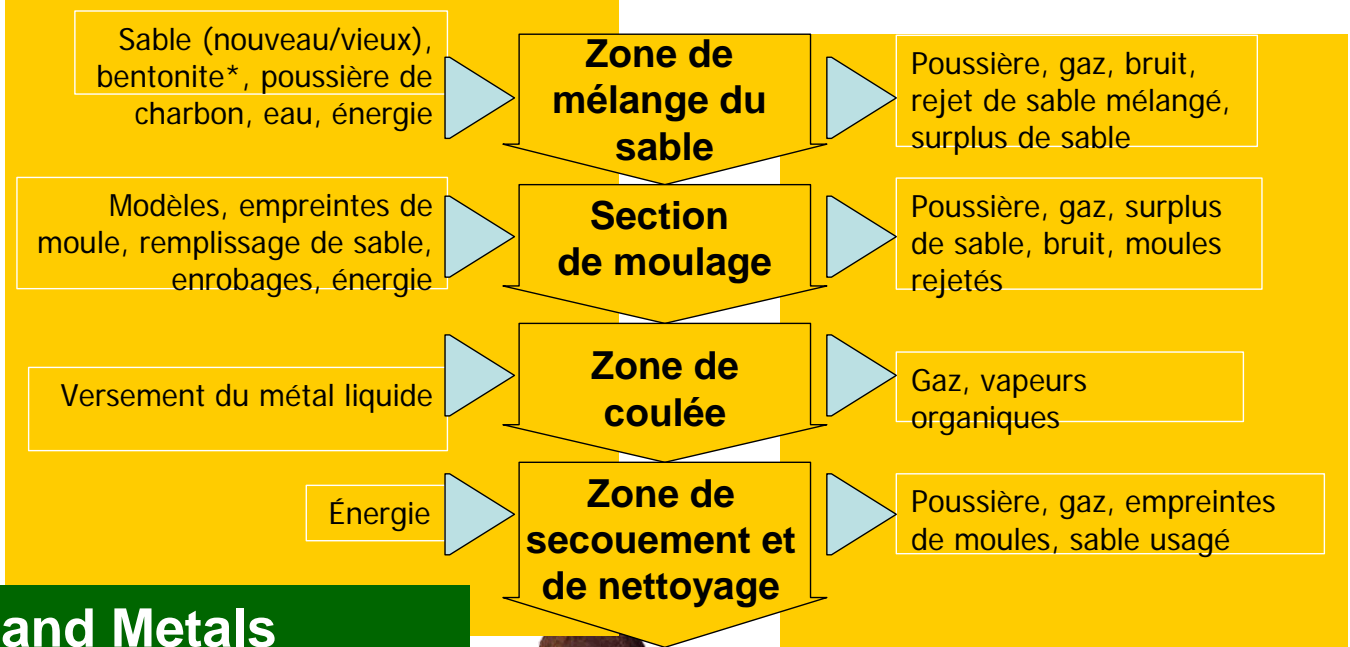 Sable (nouveau/vieux),
bentonite*, poussière de
charbon, eau, énergie
Zone de
mélange du
sable
Poussière, gaz, bruit,
rejet de sable mélangé,
surplus de sable
Modèles, empreintes de
moule, remplissage de sable,
enrobages, énergie
Section
de moulage
Poussière, gaz, surplus
de sable, bruit, moules
rejetés
Versement du métal liquide
Zone de
coulée
Gaz, vapeurs
organiques
Énergie
Zone de
secouement et
de nettoyage
Poussière, gaz, empreintes
de moules, sable usagé
and Metals